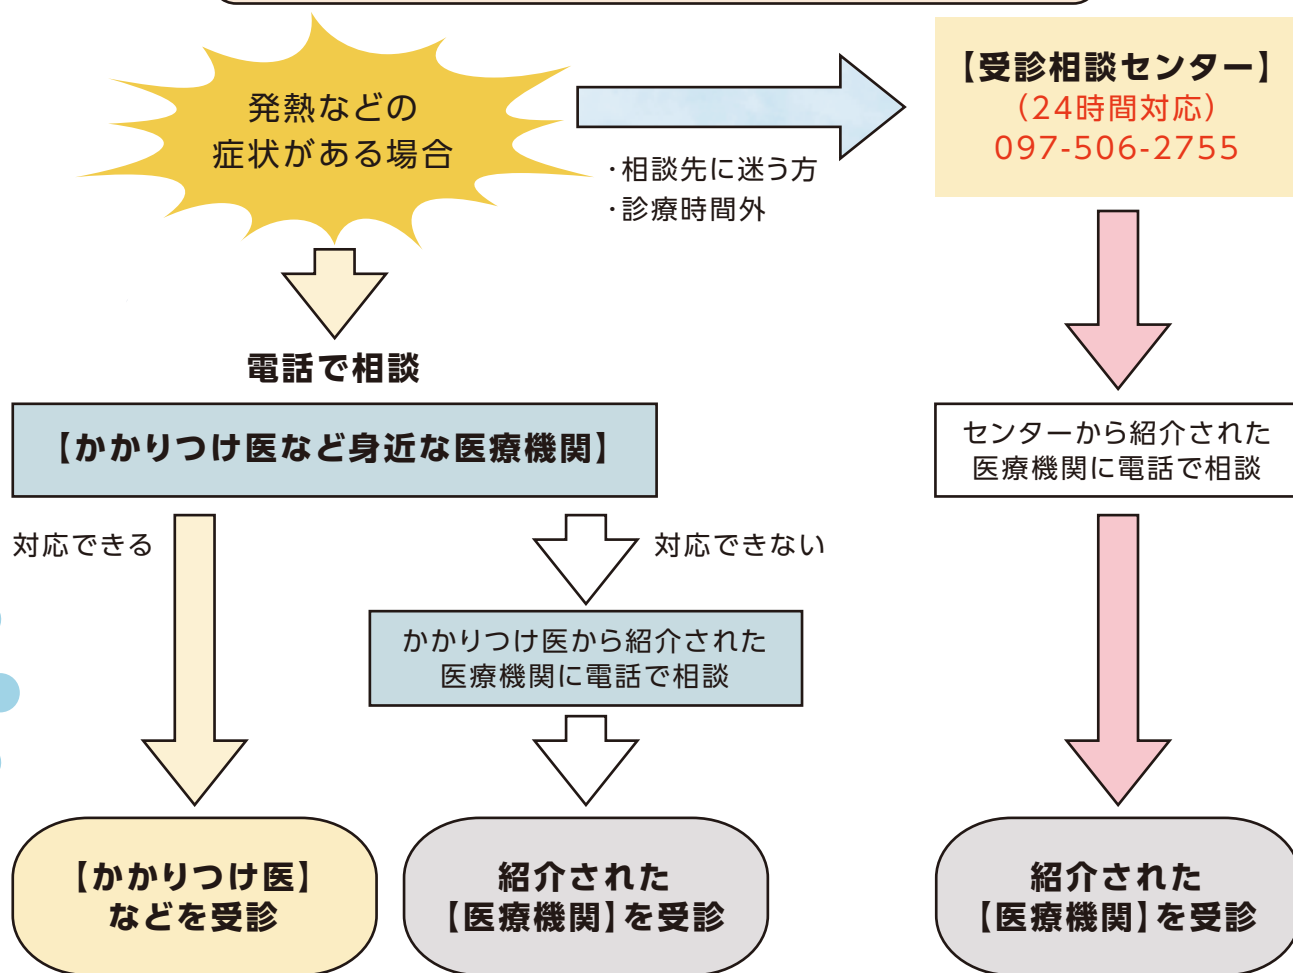 発熱などの
症状がある場合
・相談先に迷う方
・診療時間外
【受診相談センター】
（24時間対応）
097-506-2755
電話で相談
【かかりつけ医など身近な医療機関】
センターから紹介された
医療機関に電話で相談
対応できる
対応できない
かかりつけ医から紹介された
医療機関に電話で相談
【かかりつけ医】
などを受診
紹介された
【医療機関】を受診
紹介された
【医療機関】を受診